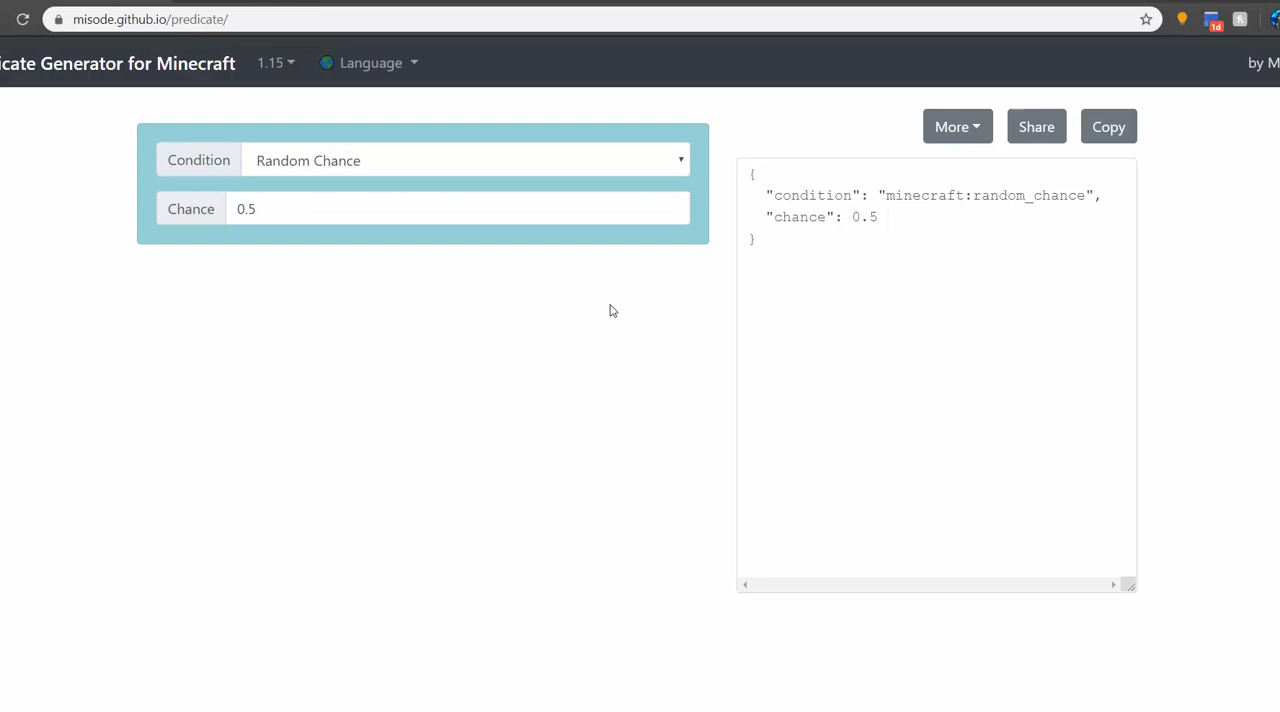 misode.github.io/predicate/
1d
icate Generator for Minecraft
1.15
Language
by M
Condition
Random Chance
Chance
0.5
More
Share
Copy
{
"condition": "minecraft:random_chance",
"chance": 0.5
}